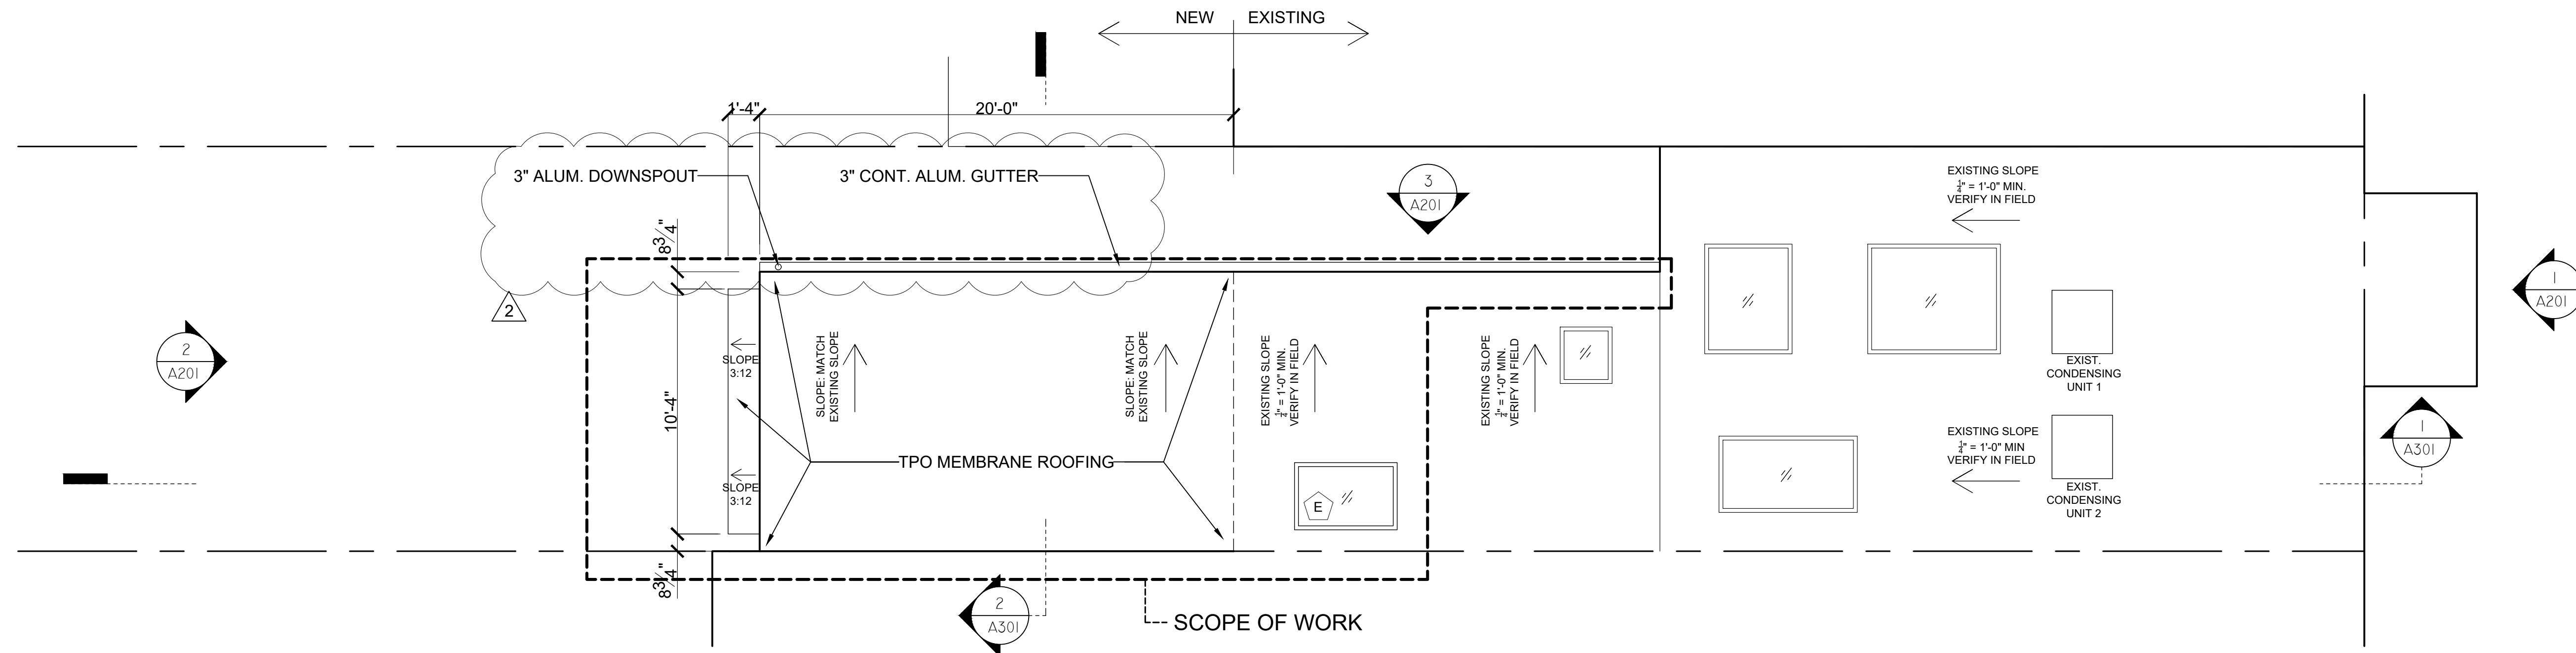 NEW EXISTING
1'-4" 20'-0"
3" ALUM. DOWNSPOUT
3" CONT. ALUM. GUTTER
3
A201
EXISTING SLOPE
1/4" = 1'-0" MIN.
VERIFY IN FIELD
8 3/4"
2
2
A201
1
A201
SLOPE
3:12
SLOPE: MATCH
EXISTING SLOPE
SLOPE: MATCH
EXISTING SLOPE
EXISTING SLOPE
1/4" = 1'-0" MIN.
VERIFY IN FIELD
EXISTING SLOPE
1/4" = 1'-0" MIN.
VERIFY IN FIELD
EXIST.
CONDENSING
UNIT 1
10'-4"
TPO MEMBRANE ROOFING
SLOPE
3:12
E
EXISTING SLOPE
1/4" = 1'-0" MIN
VERIFY IN FIELD
EXIST.
CONDENSING
UNIT 2
1
A301
8 3/4"
2
A301
SCOPE OF WORK